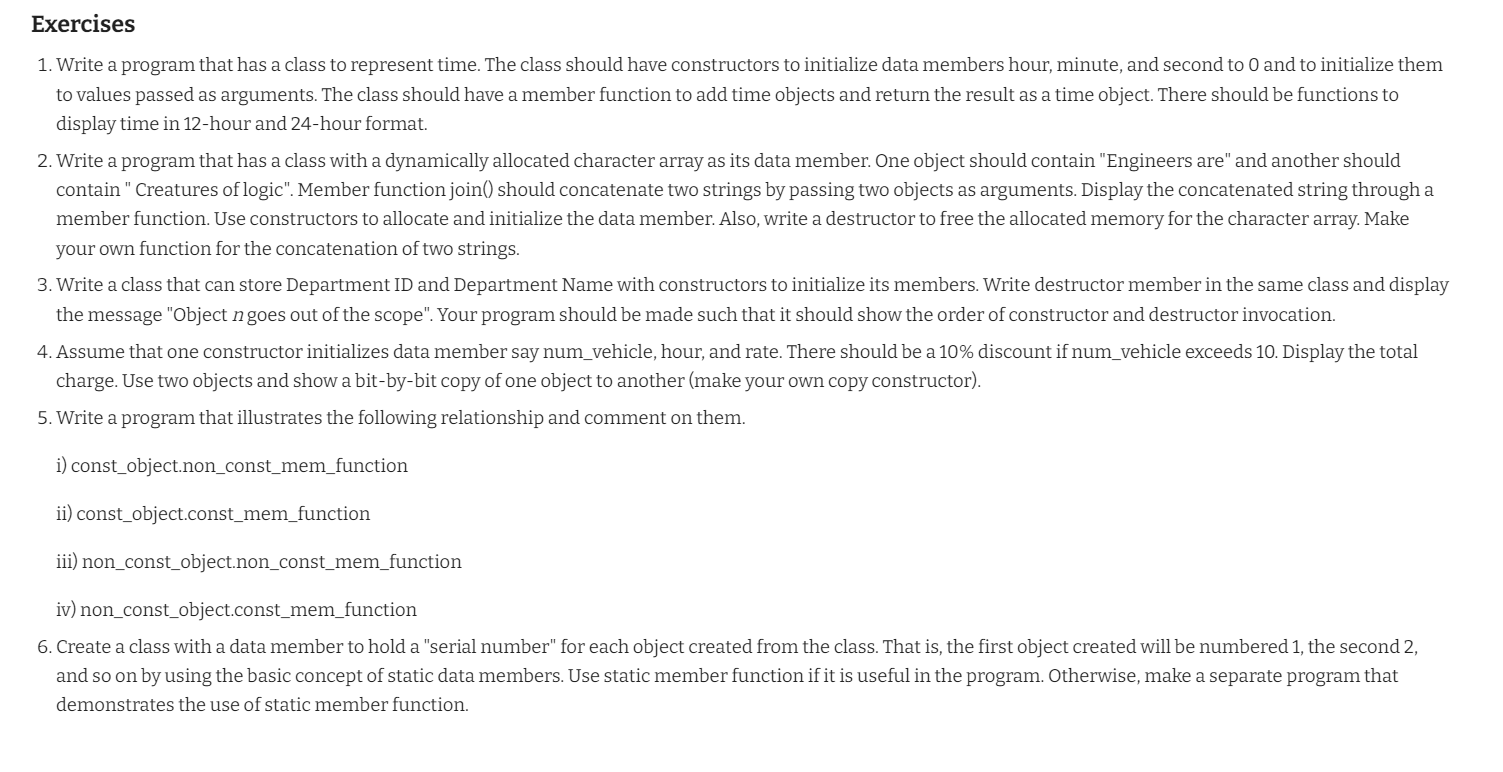 Exercises
1. Write a program that has a class to represent time. The class should have constructors to initialize data members hour, minute, and second to 0 and to initialize them
to values passed as arguments. The class should have a member function to add time objects and return the result as a time object. There should be functions to
display time in 12-hour and 24-hour format.
2. Write a program that has a class with a dynamically allocated character array as its data member. One object should contain "Engineers are" and another should
contain " Creatures of logic". Member function join() should concatenate two strings by passing two objects as arguments. Display the concatenated string through a
member function. Use constructors to allocate and initialize the data member. Also, write a destructor to free the allocated memory for the character array. Make
your own function for the concatenation of two strings.
3. Write a class that can store Department ID and Department Name with constructors to initialize its members. Write destructor member in the same class and display
the message "Object n goes out of the scope". Your program should be made such that it should show the order of constructor and destructor invocation.
4. Assume that one constructor initializes data member say num_vehicle, hour, and rate. There should be a 10% discount if num_vehicle exceeds 10. Display the total
charge. Use two objects and show a bit-by-bit copy of one object to another (make your own copy constructor).
5. Write a program that illustrates the following relationship and comment on them.
i) const_object.non_const_mem_function
ii) const_object.const_mem_function
iii) non_const_object.non_const_mem_function
iv) non_const_object.const_mem_function
6. Create a class with a data member to hold a "serial number" for each object created from the class. That is, the first object created will be numbered 1, the second 2,
and so on by using the basic concept of static data members. Use static member function if it is useful in the program. Otherwise, make a separate program that
demonstrates the use of static member function.